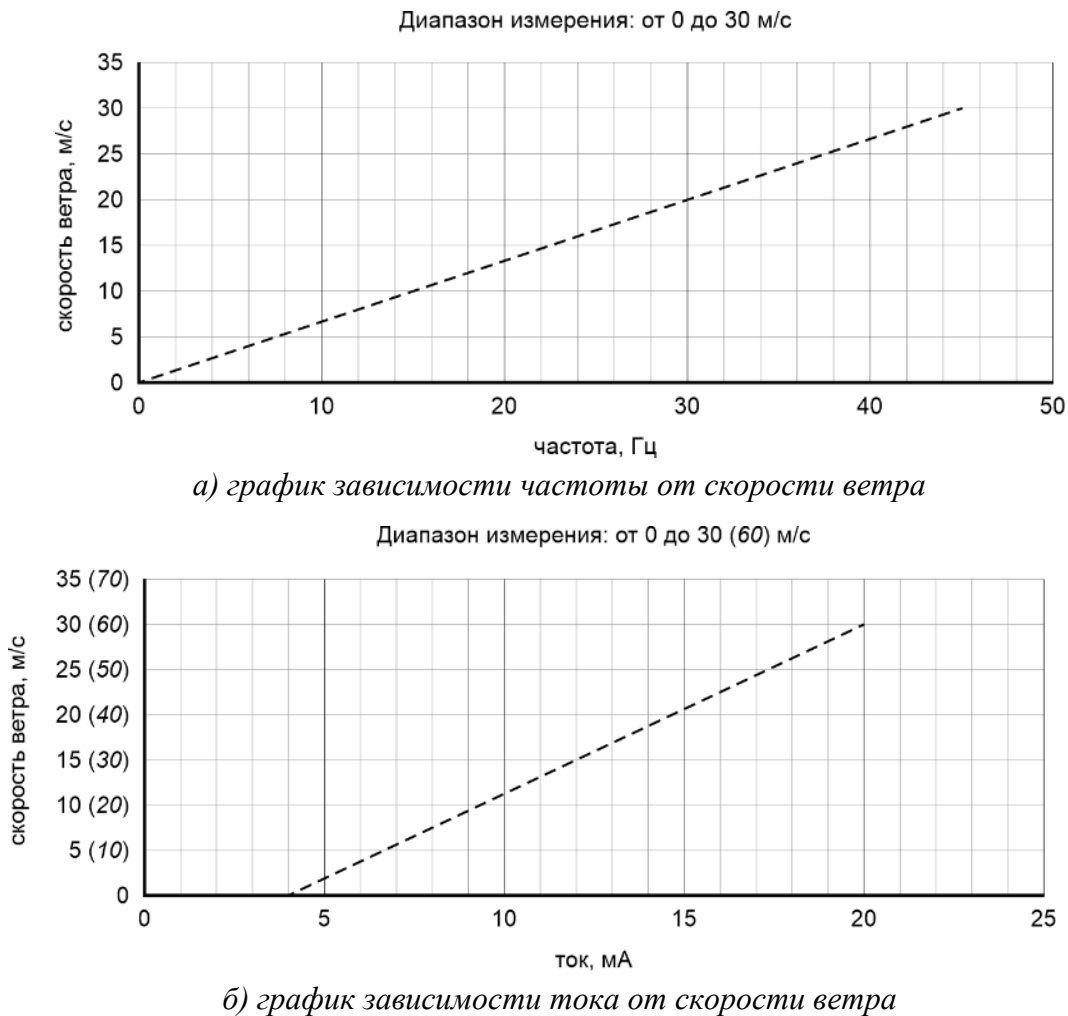 Диапазон измерения: от 0 до 30 м/с
35
30
25
20
15
10
5
0
скорость ветра, м/с
0 10 20 30 40 50
частота, Гц
а) график зависимости частоты от скорости ветра
Диапазон измерения: от 0 до 30 (60) м/с
35 (70)
30 (60)
25 (50)
20 (40)
15 (30)
10 (20)
5 (10)
0
скорость ветра, м/с
0 5 10 15 20 25
ток, мА
б) график зависимости тока от скорости ветра